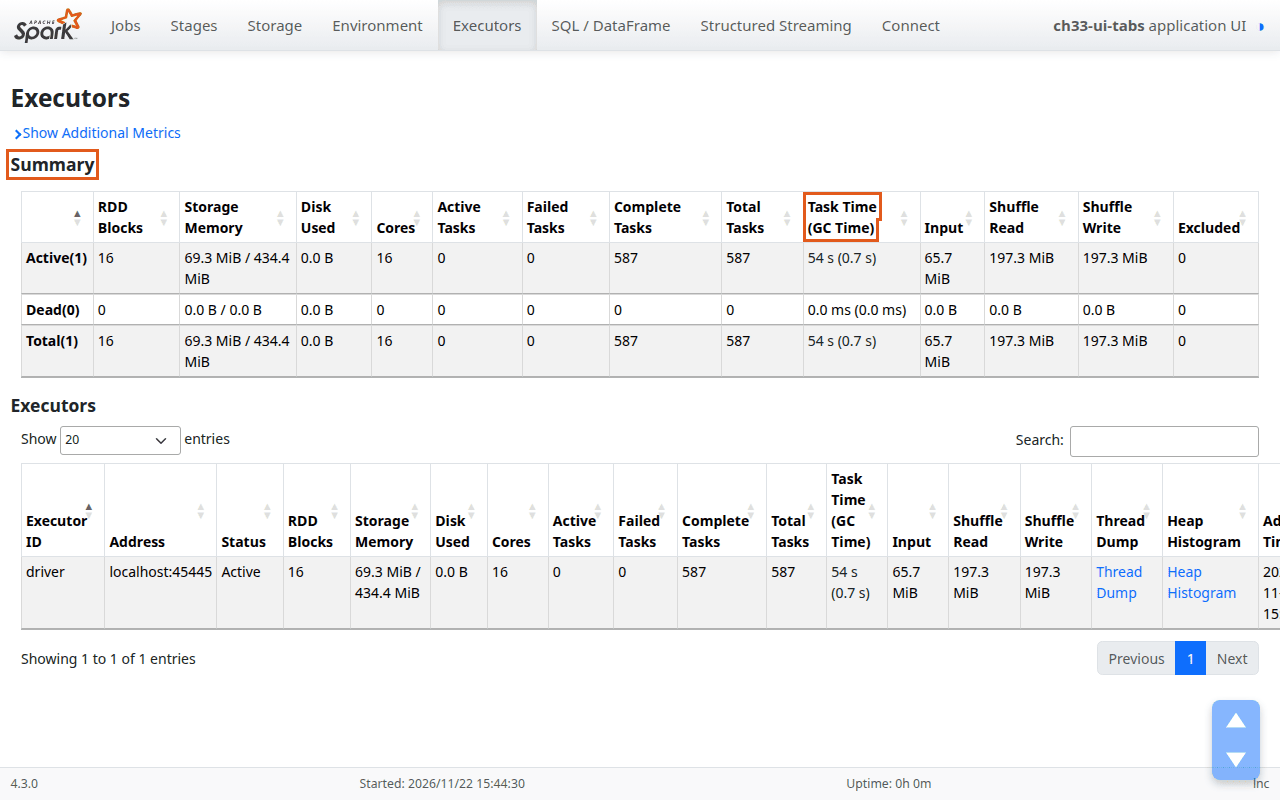 APACHE
Spark
Jobs Stages Storage Environment Executors SQL / DataFrame Structured Streaming Connect ch33-ui-tabs application UI
Executors
Show Additional Metrics
Summary
RDD Blocks Storage Memory Disk Used Cores Active Tasks Failed Tasks Complete Tasks Total Tasks Task Time (GC Time) Input Shuffle Read Shuffle Write Excluded
Active(1) 16 69.3 MiB / 434.4 MiB 0.0 B 16 0 0 587 587 54 s (0.7 s) 65.7 MiB 197.3 MiB 197.3 MiB 0
Dead(0) 0 0.0 B / 0.0 B 0.0 B 0 0 0 0 0 0.0 ms (0.0 ms) 0.0 B 0.0 B 0.0 B 0
Total(1) 16 69.3 MiB / 434.4 MiB 0.0 B 16 0 0 587 587 54 s (0.7 s) 65.7 MiB 197.3 MiB 197.3 MiB 0
Executors
Show 20 entries Search:
Executor ID Address Status RDD Blocks Storage Memory Disk Used Cores Active Tasks Failed Tasks Complete Tasks Total Tasks Task Time (GC Time) Input Shuffle Read Shuffle Write Thread Dump Heap Histogram
driver localhost:45445 Active 16 69.3 MiB / 434.4 MiB 0.0 B 16 0 0 587 587 54 s (0.7 s) 65.7 MiB 197.3 MiB 197.3 MiB Thread Dump Heap Histogram
Showing 1 to 1 of 1 entries Previous 1 Next
4.3.0 Started: 2026/11/22 15:44:30 Uptime: 0h 0m Inc